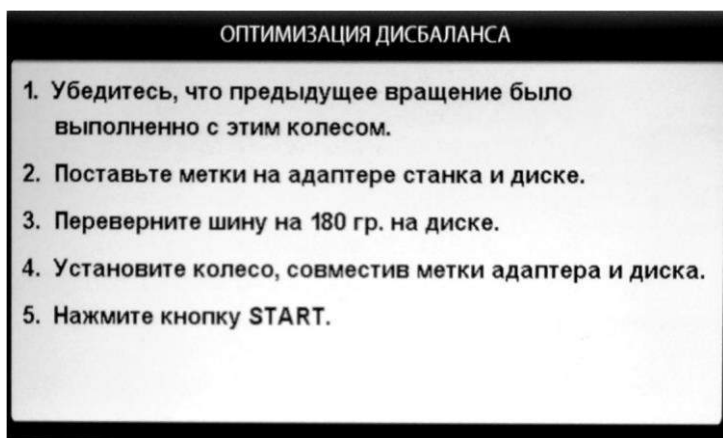 ОПТИМИЗАЦИЯ ДИСБАЛАНСА
1. Убедитесь, что предыдущее вращение было
выполненно с этим колесом.
2. Поставьте метки на адаптере станка и диске.
3. Переверните шину на 180 гр. на диске.
4. Установите колесо, совместив метки адаптера и диска.
5. Нажмите кнопку START.